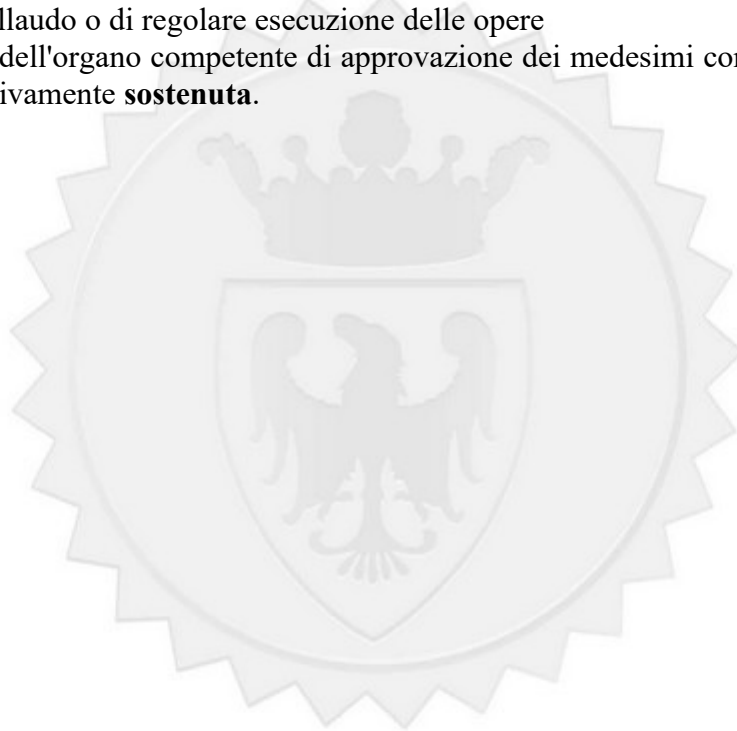 llaudo o di regolare esecuzione delle opere
dell'organo competente di approvazione dei medesimi con
ivamente sostenuta.